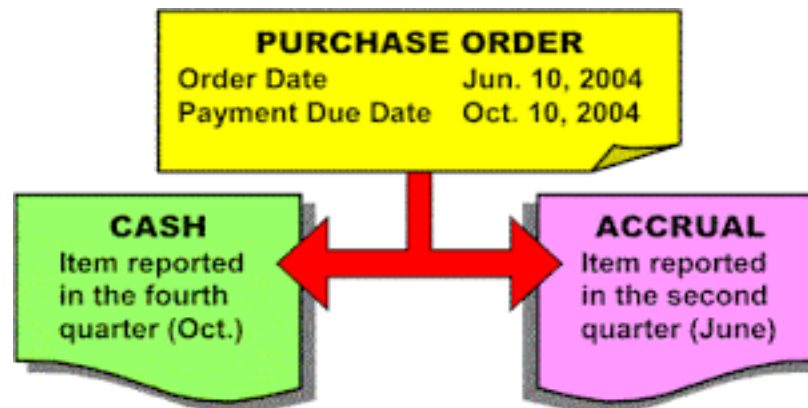 PURCHASE ORDER
Order Date Jun. 10, 2004
Payment Due Date Oct. 10, 2004
CASH
Item reported
in the fourth
quarter (Oct.)
ACCRUAL
Item reported
in the second
quarter (June)